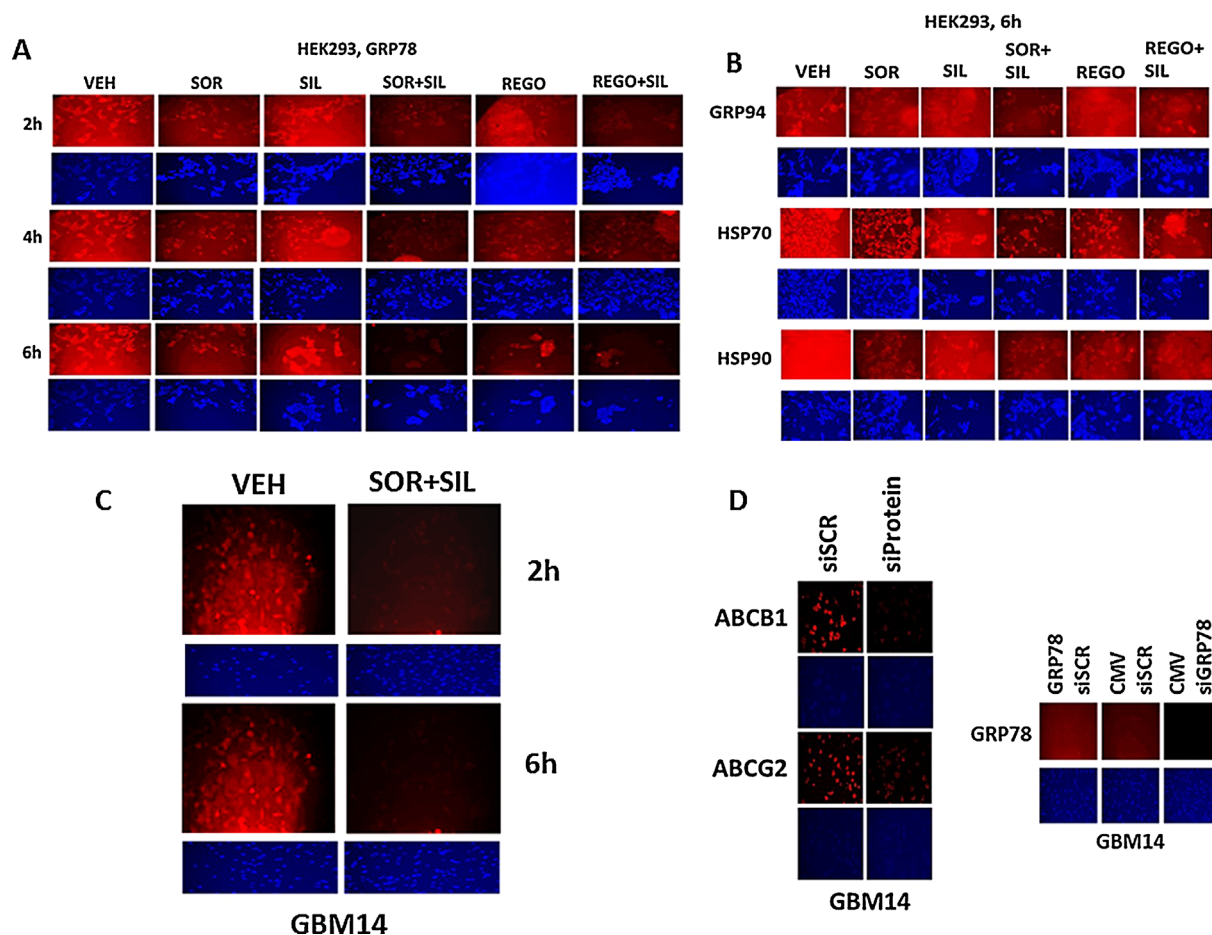 A
HEK293, GRP78
VEH SOR SIL SOR+SIL REGO REGO+SIL
2h
4h
6h
B
HEK293, 6h
VEH SOR SIL SOR+ SIL REGO REGO+ SIL
GRP94
HSP70
HSP90
C
VEH SOR+SIL
2h
6h
GBM14
D
siSCR siProtein
ABCB1
ABCG2
GBM14
GRP78 siSCR
CMV siSCR
CMV siGRP78
GRP78
GBM14